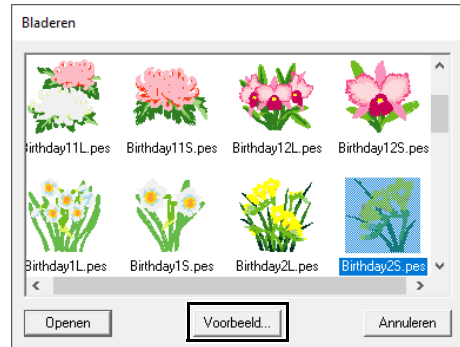 Bladeren
irthday11L.pes Birthday11S.pes Birthday12L.pes Birthday12S.pes
Birthday1L.pes Birthday1S.pes Birthday2L.pes Birthday2S.pes
Openen Voorbeeld... Annuleren